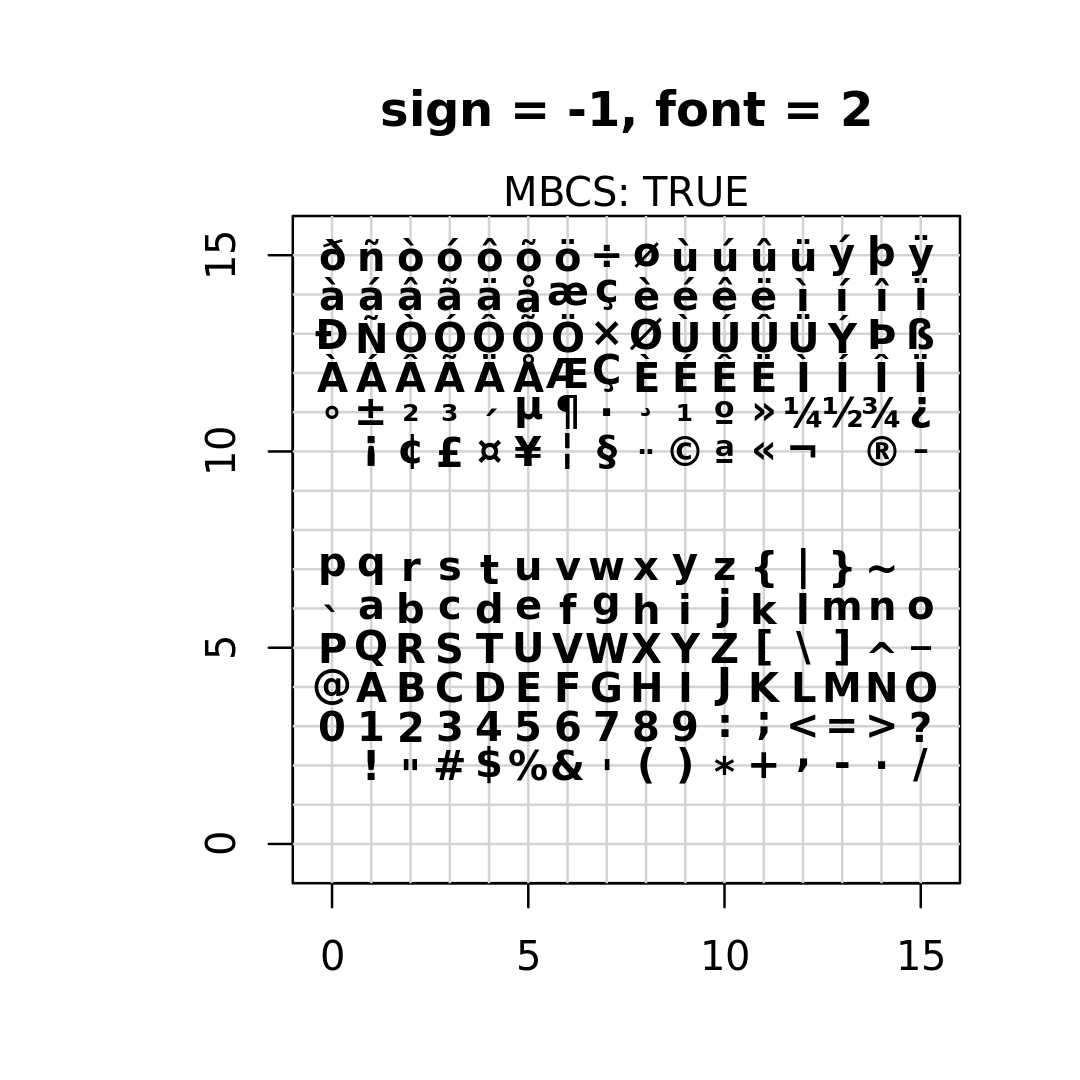 sign = -1, font = 2
MBCS: TRUE
15
ð ñ ò ó ô õ ö ÷ ø ù ú û ü ý þ ÿ
à á â ã ä å æ ç è é ê ë ì í î ï
Ð Ñ Ò Ó Ô Õ Ö × Ø Ù Ú Û Ü Ý Þ ß
À Á Â Ã Ä Å Æ Ç È É Ê Ë Ì Í Î Ï
° ± ² ³ ´ µ ¶ · ¸ ¹ º » ¼ ½ ¾ ¿
10
¡ ¢ £ ¤ ¥ ¦ § ¨ © ª « ¬ ® ¯
p q r s t u v w x y z { | } ~
` a b c d e f g h i j k l m n o
5
P Q R S T U V W X Y Z [ \ ] ^ _
@ A B C D E F G H I J K L M N O
0 1 2 3 4 5 6 7 8 9 : ; < = > ?
! " # $ % & ' ( ) * + , - . /
0
0 5 10 15